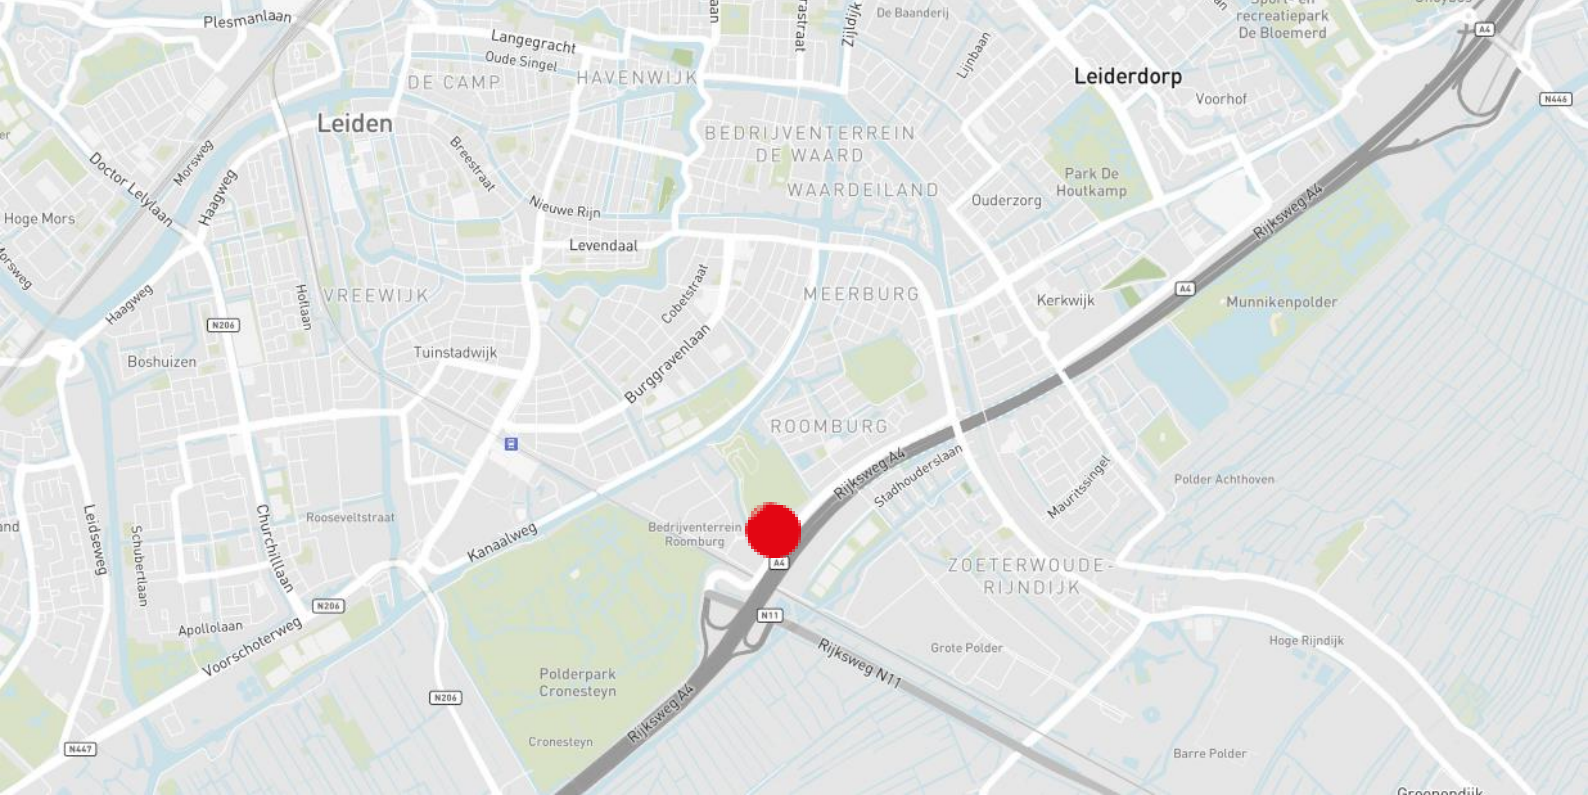 Plesmanlaan
Langegracht
Oude Singel
DE CAMP
HAVENWIJK
Zijldijk
De Baanderij
Lijnbaan
recreatiepark
De Bloemerd
A4
Leiderdorp
Voorhof
N446
Leiden
BEDRIJVENTERREIN
DE WAARD
WAARDEILAND
Morsweg
Doctor Lelylaan
Haagweg
Breestraat
Park De
Houtkamp
Ouderzorg
Hoge Mors
Nieuwe Rijn
Levendaal
Rijksweg A4
Haagweg
Hoflaan
VREEWIJK
Cobetstraat
MEERBURG
Kerkwijk
A4
Munnikenpolder
N206
Boshuizen
Tuinstadwijk
Burggravenlaan
ROOMBURG
Rijksweg A4
Stadhouderslaan
Mauritssingel
Polder Achthoven
Leidseweg
Schubertlaan
Churchilllaan
Rooseveltstraat
Kanaalweg
Bedrijventerrein
Roomburg
A4
ZOETERWOUDE-
RIJNDIJK
N206
Apollolaan
Voorschoterweg
N11
Rijksweg N11
Grote Polder
Hoge Rijndijk
Polderpark
Cronesteyn
N206
Rijksweg A4
Cronesteyn
N447
Barre Polder